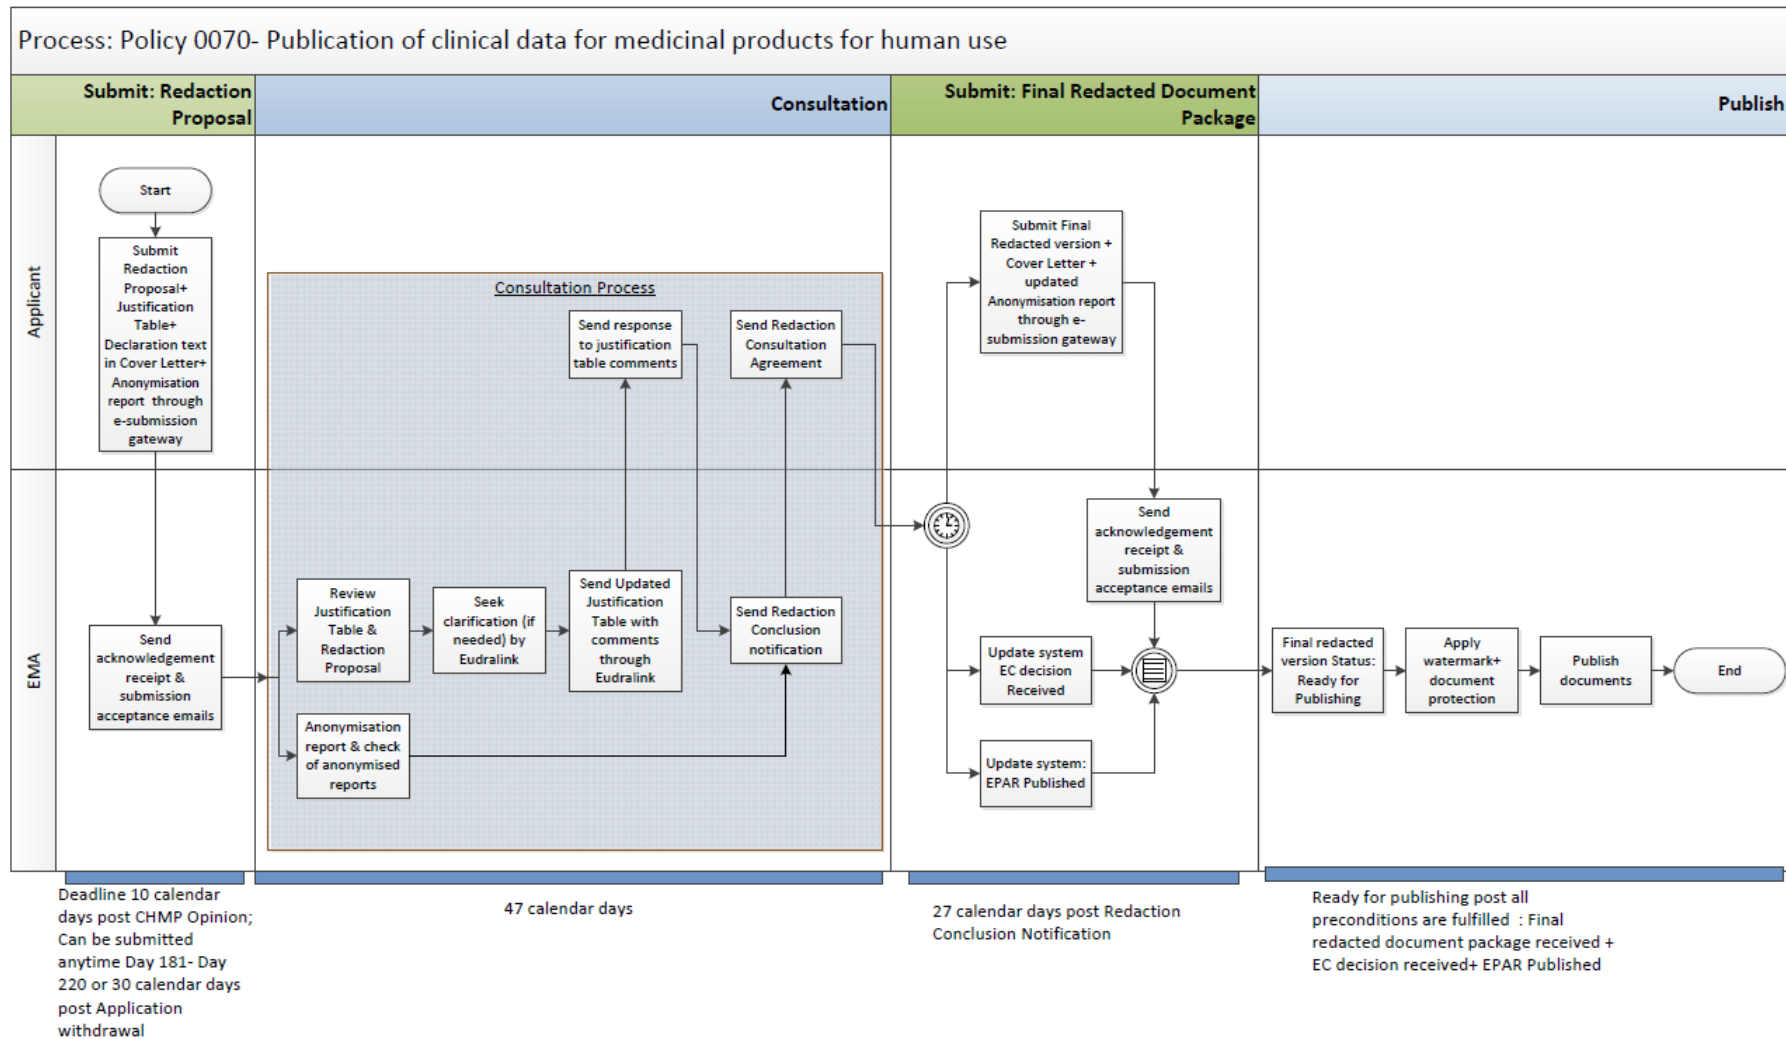 Process: Policy 0070- Publication of clinical data for medicinal products for human use
Submit: Redaction
Proposal
Consultation
Submit: Final Redacted Document
Package
Publish
Applicant
Start
Submit
Redaction
Proposal+
Justification
Table+
Declaration text
in Cover Letter+
Anonymisation
report through
e-submission
gateway
Consultation Process
Send response
to justification
table comments
Send Redaction
Consultation
Agreement
Submit Final
Redacted version +
Cover Letter +
updated
Anonymisation report
through e-
submission gateway
EMA
Send
acknowledgement
receipt &
submission
acceptance emails
Review
Justification
Table &
Redaction
Proposal
Seek
clarification (if
needed) by
Eudralink
Send Updated
Justification
Table with
comments
through
Eudralink
Send Redaction
Conclusion
notification
Anonymisation
report & check
of anonymised
reports
Send
acknowledgement
receipt &
submission
acceptance emails
Update system
EC decision
Received
Update system:
EPAR Published
Final redacted
version Status:
Ready for
Publishing
Apply
watermark+
document
protection
Publish
documents
End
Deadline 10 calendar
days post CHMP Opinion;
Can be submitted
anytime Day 181- Day
220 or 30 calendar days
post Application
withdrawal
47 calendar days
27 calendar days post Redaction
Conclusion Notification
Ready for publishing post all
preconditions are fulfilled : Final
redacted document package received +
EC decision received+ EPAR Published